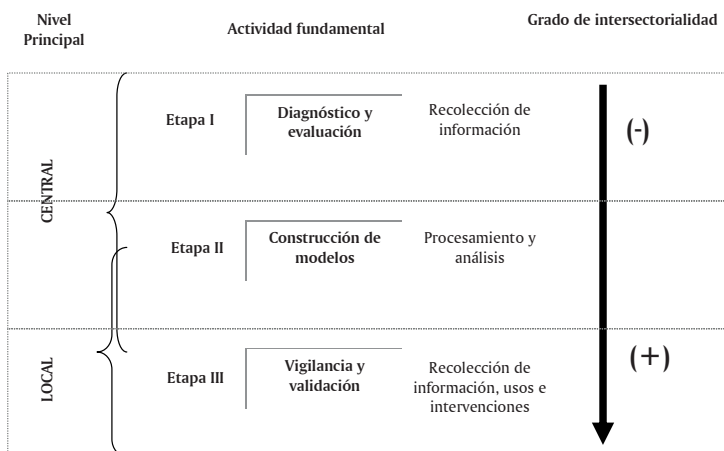 Nivel
Principal
Actividad fundamental
Grado de intersectorialidad
CENTRAL
Etapa I
Diagnóstico y
evaluación
Recolección de
información
(-)
Etapa II
Construcción de
modelos
Procesamiento y
análisis
LOCAL
Etapa III
Vigilancia y
validación
Recolección de
información, usos e
intervenciones
(+)